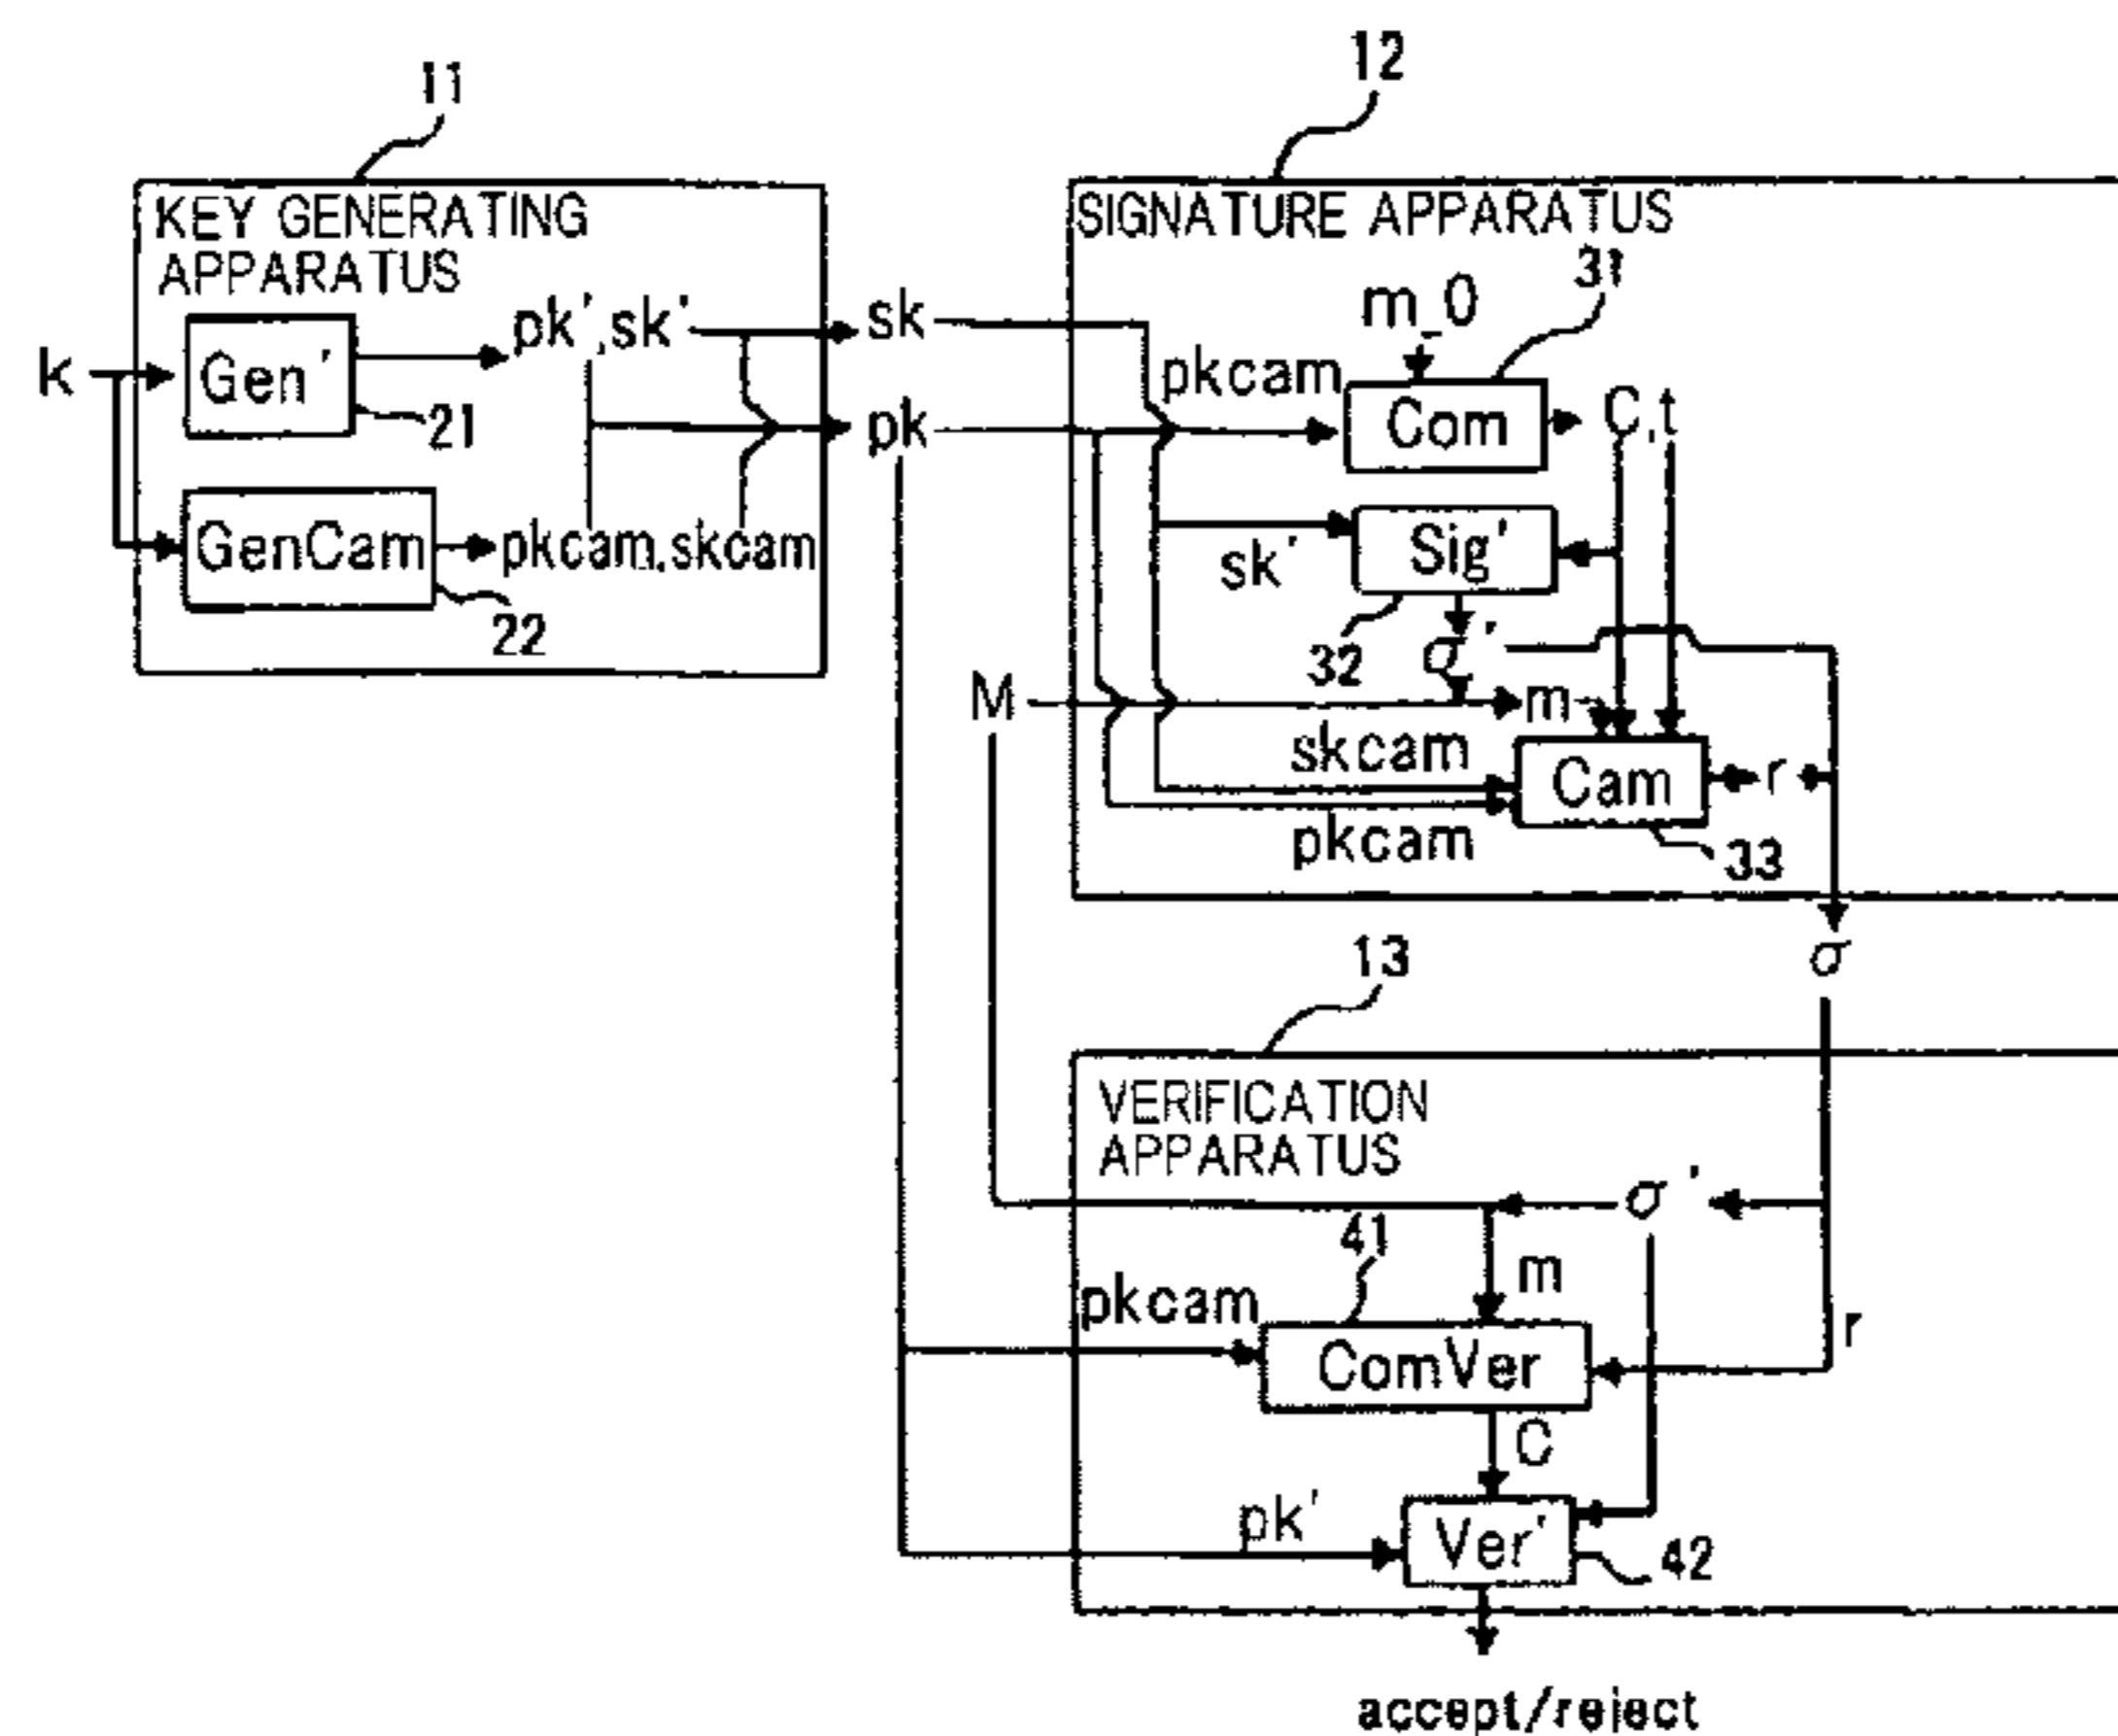 11
KEY GENERATING
APPARATUS
k
Gen'
21
pk',sk'
GenCam
22
pkcam,skcam
sk
pk
12
SIGNATURE APPARATUS
m_0
31
pkcam
Com
C,t
sk'
Sig'
32
σ'
M
m
skcam
pkcam
Cam
r
33
σ
13
VERIFICATION
APPARATUS
σ'
41
m
pkcam
ComVer
r
C
pk'
Ver'
42
accept/reject